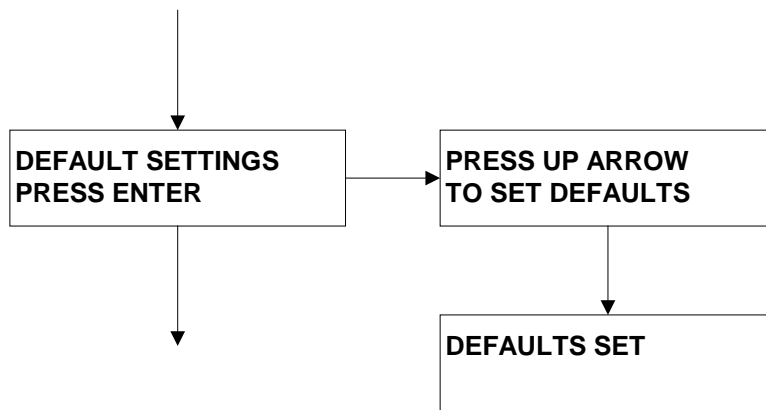 DEFAULT SETTINGS
PRESS ENTER
PRESS UP ARROW
TO SET DEFAULTS
DEFAULTS SET